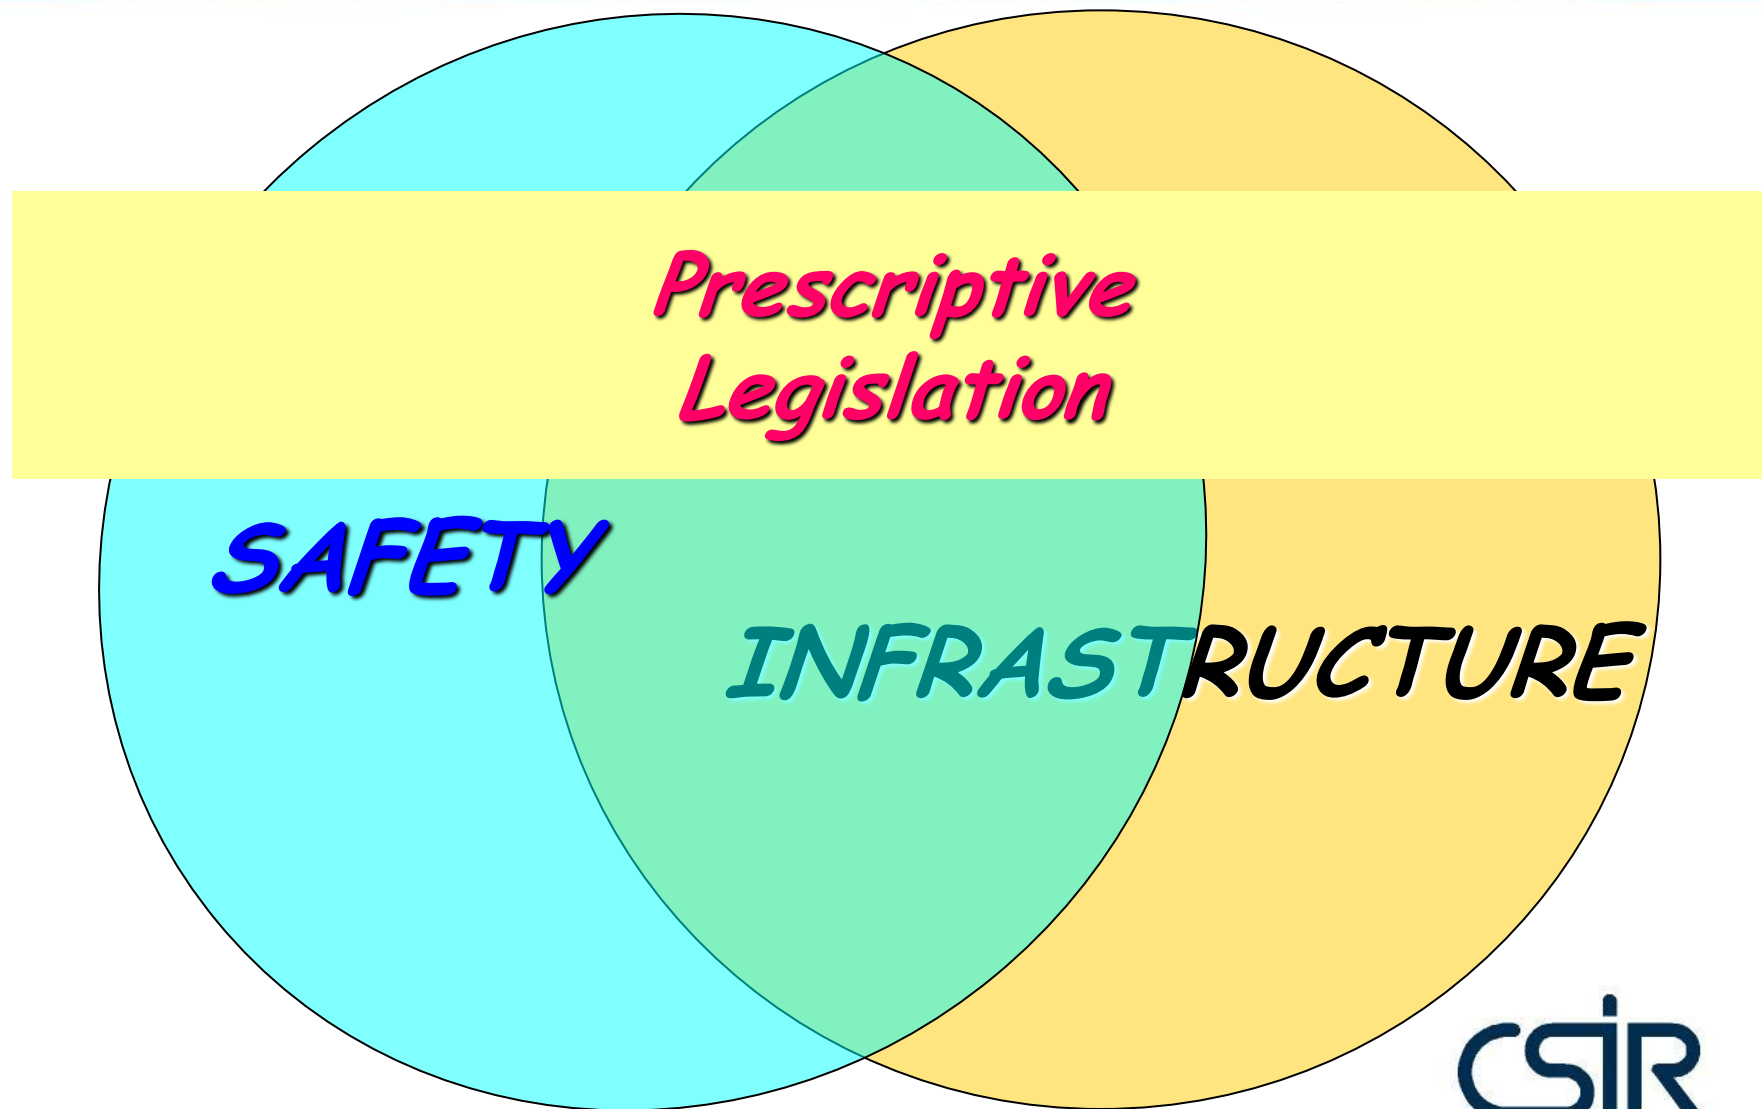 Prescriptive
Legislation
SAFETY
INFRASTRUCTURE
CSIR